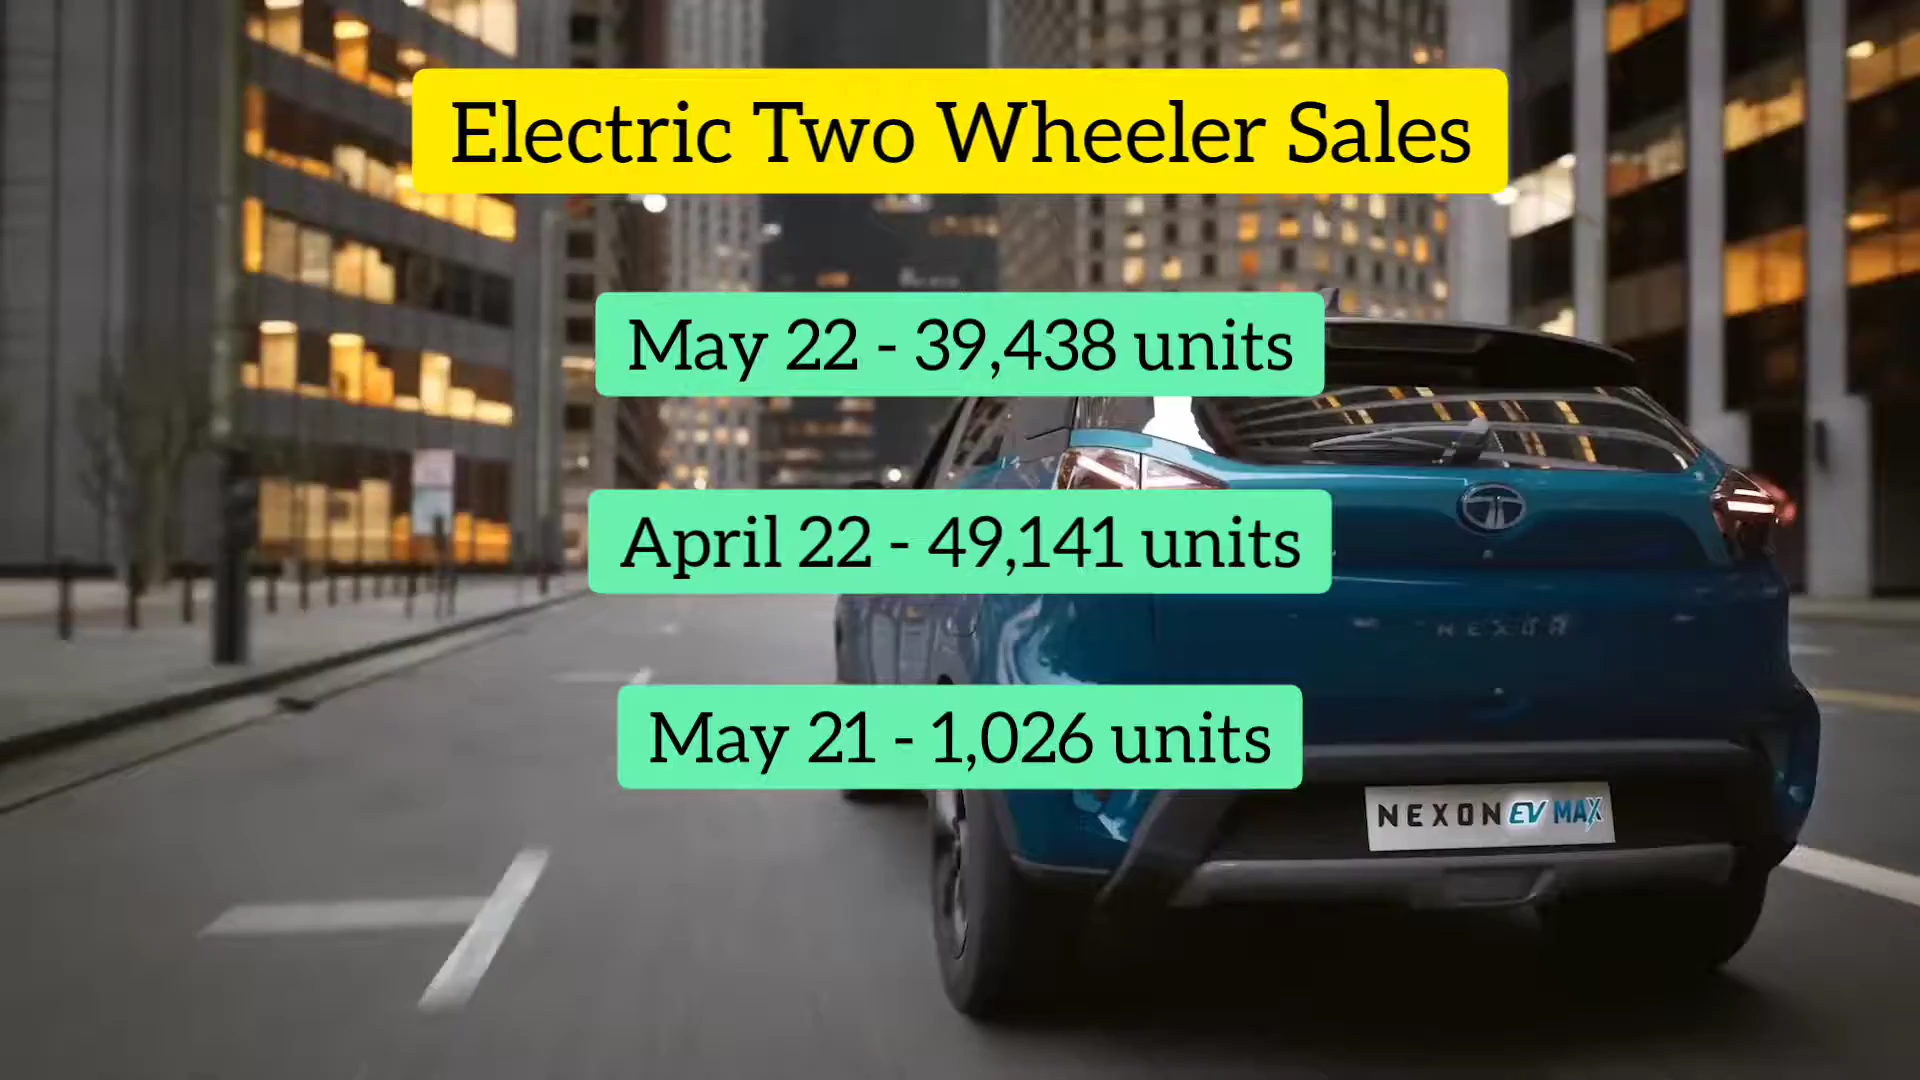 Electric Two Wheeler Sales
May 22 - 39,438 units
April 22 - 49,141 units
May 21 - 1,026 units
NEXON
NEXON EV MAX